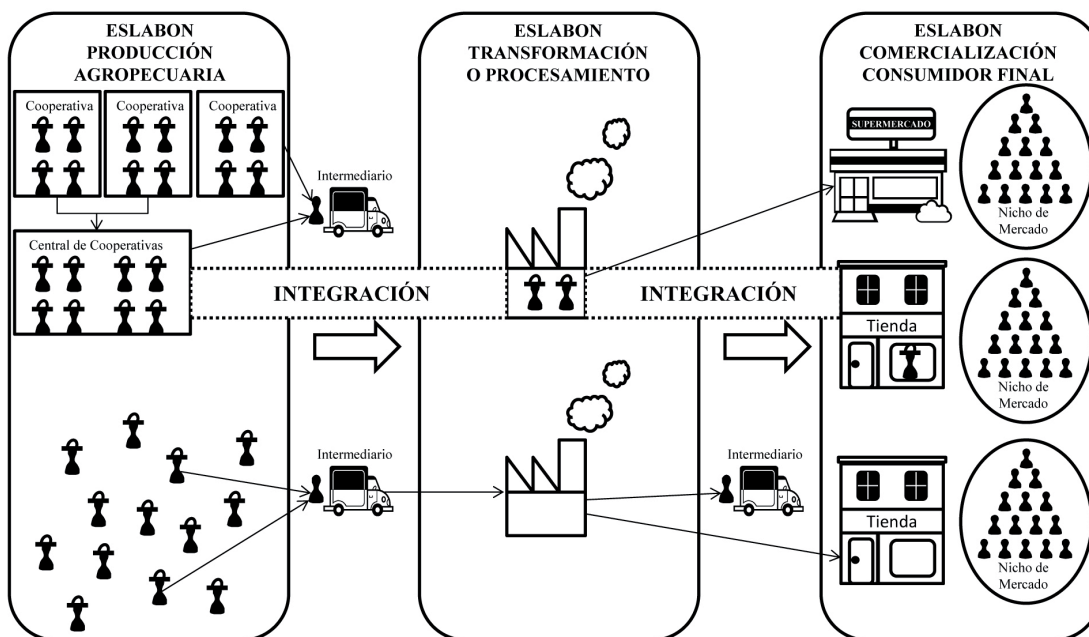 ESLABON
PRODUCCIÓN
AGROPECUARIA
Cooperativa
Cooperativa
Cooperativa
Central de Cooperativas
Intermediario
INTEGRACIÓN
Intermediario
ESLABON
TRANSFORMACIÓN
O PROCESAMIENTO
INTEGRACIÓN
Intermediario
ESLABON
COMERCIALIZACIÓN
CONSUMIDOR FINAL
SUPERMERCADO
Nicho de
Mercado
Tienda
Nicho de
Mercado
Tienda
Nicho de
Mercado